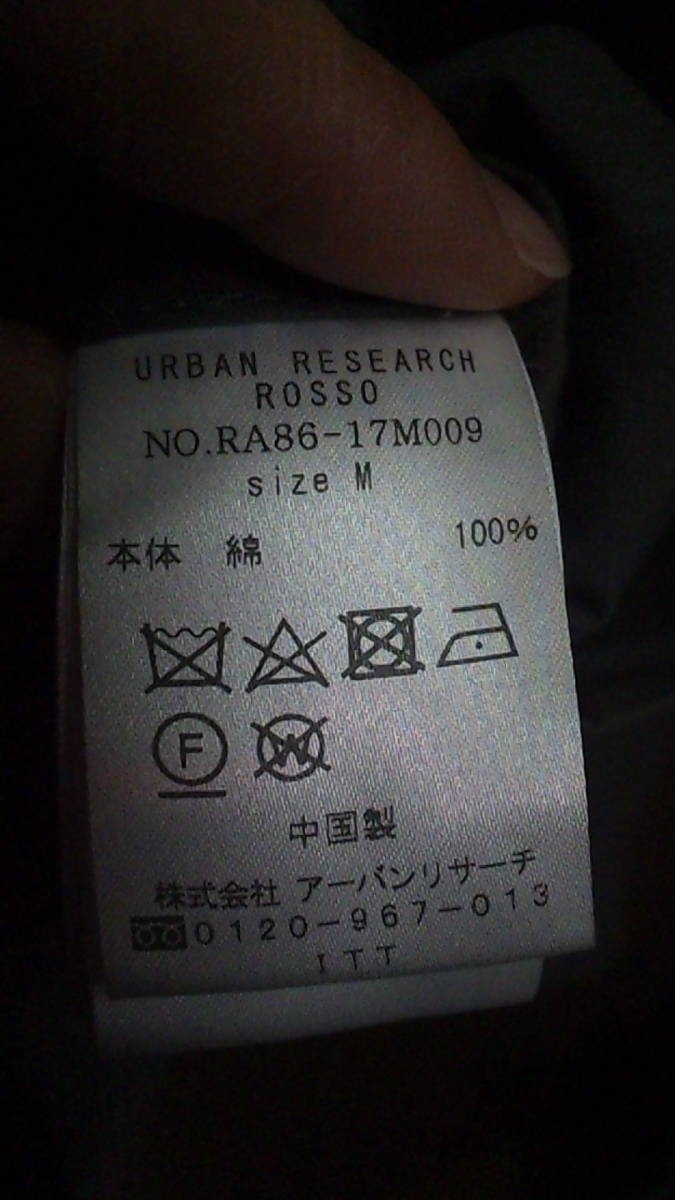 URBAN RESEARCH
ROSSO
NO.RA86-17M009
size M
本体 綿 100%
F W
中国製
株式会社 アーバンリサーチ
0120-967-013
ITT